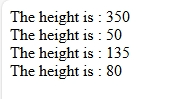 The height is : 350
The height is : 50
The height is : 135
The height is : 80